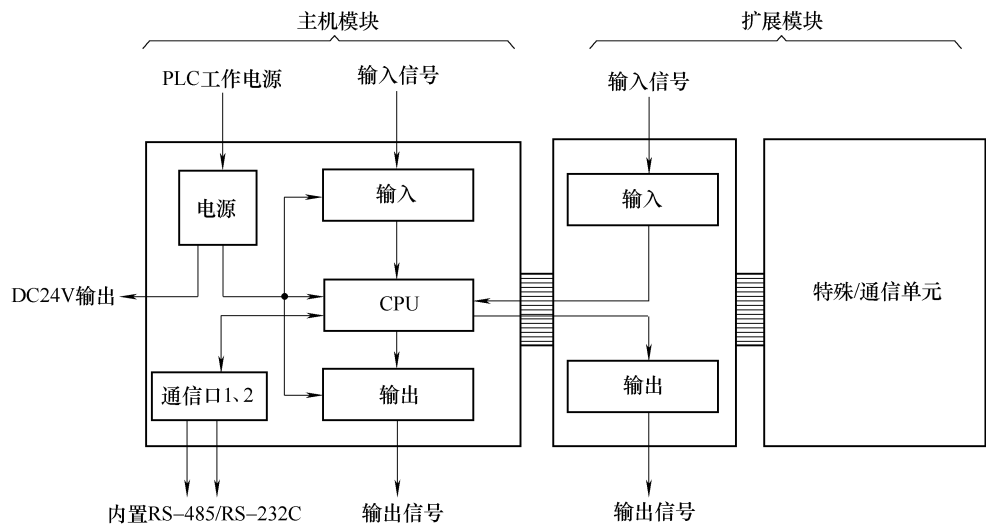 主机模块
扩展模块
PLC工作电源
输入信号
输入信号
电源
输入
输入
DC24V输出
CPU
特殊/通信单元
通信口1、2
输出
输出
内置RS-485/RS-232C
输出信号
输出信号